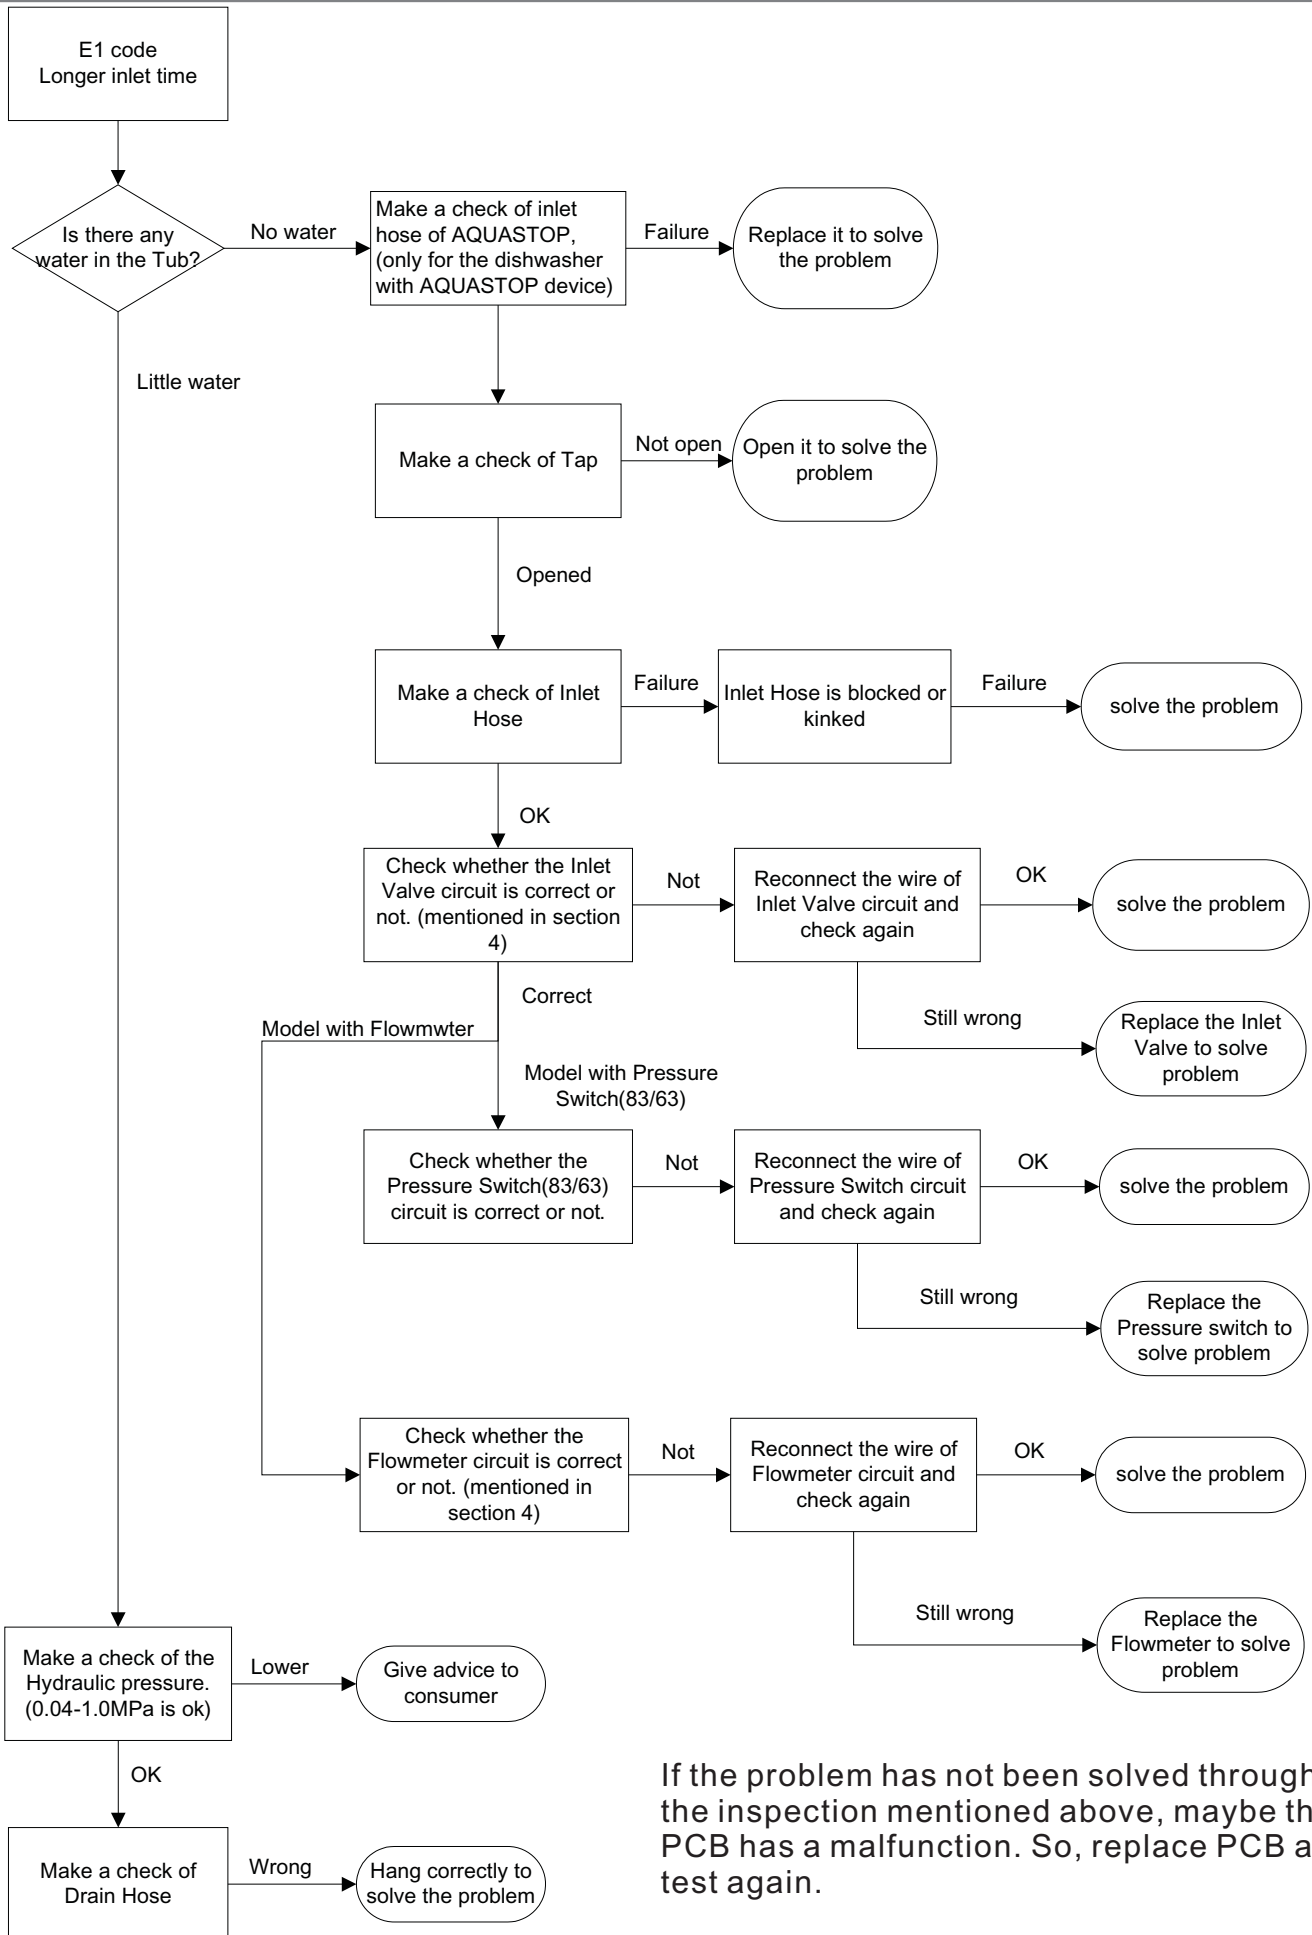 E1 code
Longer inlet time
Is there any
water in the Tub?
No water
Make a check of inlet
hose of AQUASTOP,
(only for the dishwasher
with AQUASTOP device)
Failure
Replace it to solve
the problem
Little water
Make a check of Tap
Not open
Open it to solve the
problem
Opened
Make a check of Inlet
Hose
Failure
Inlet Hose is blocked or
kinked
Failure
solve the problem
OK
Check whether the Inlet
Valve circuit is correct or
not. (mentioned in section
4)
Not
Reconnect the wire of
Inlet Valve circuit and
check again
OK
solve the problem
Correct
Still wrong
Replace the Inlet
Valve to solve
problem
Model with Flowmwter
Model with Pressure
Switch(83/63)
Check whether the
Pressure Switch(83/63)
circuit is correct or not.
Not
Reconnect the wire of
Pressure Switch circuit
and check again
OK
solve the problem
Still wrong
Replace the
Pressure switch to
solve problem
Check whether the
Flowmeter circuit is correct
or not. (mentioned in
section 4)
Not
Reconnect the wire of
Flowmeter circuit and
check again
OK
solve the problem
Still wrong
Replace the
Flowmeter to solve
problem
Make a check of the
Hydraulic pressure.
(0.04-1.0MPa is ok)
Lower
Give advice to
consumer
OK
Make a check of
Drain Hose
Wrong
Hang correctly to
solve the problem
If the problem has not been solved through
the inspection mentioned above, maybe th
PCB has a malfunction. So, replace PCB a
test again.